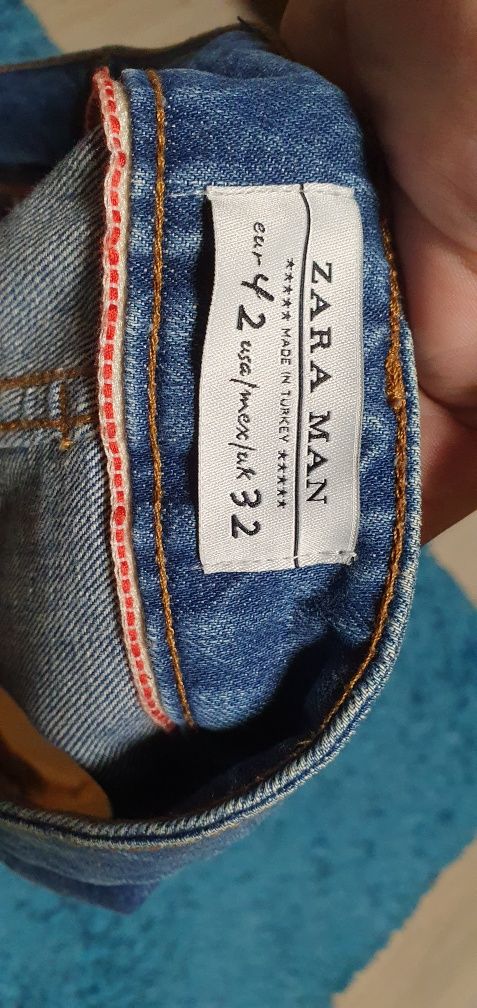 ZARA MAN
***** MADE IN TURKEY *****
eur 42 usa/mex/uk 32